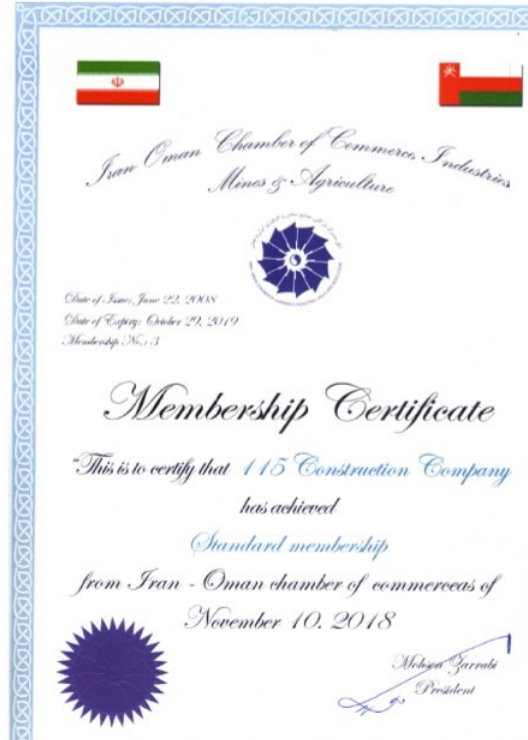 Iran Oman Chamber of Commerce, Industries
Mines & Agriculture
Date of Issue: June 22, 2008
Date of Expiry: October 29, 2019
Membership No.: 3
Membership Certificate
"This is to certify that 115 Construction Company
has achieved
Standard membership
from Iran - Oman chamber of commerceas of
November 10. 2018
Mohsen Zarrabi
President